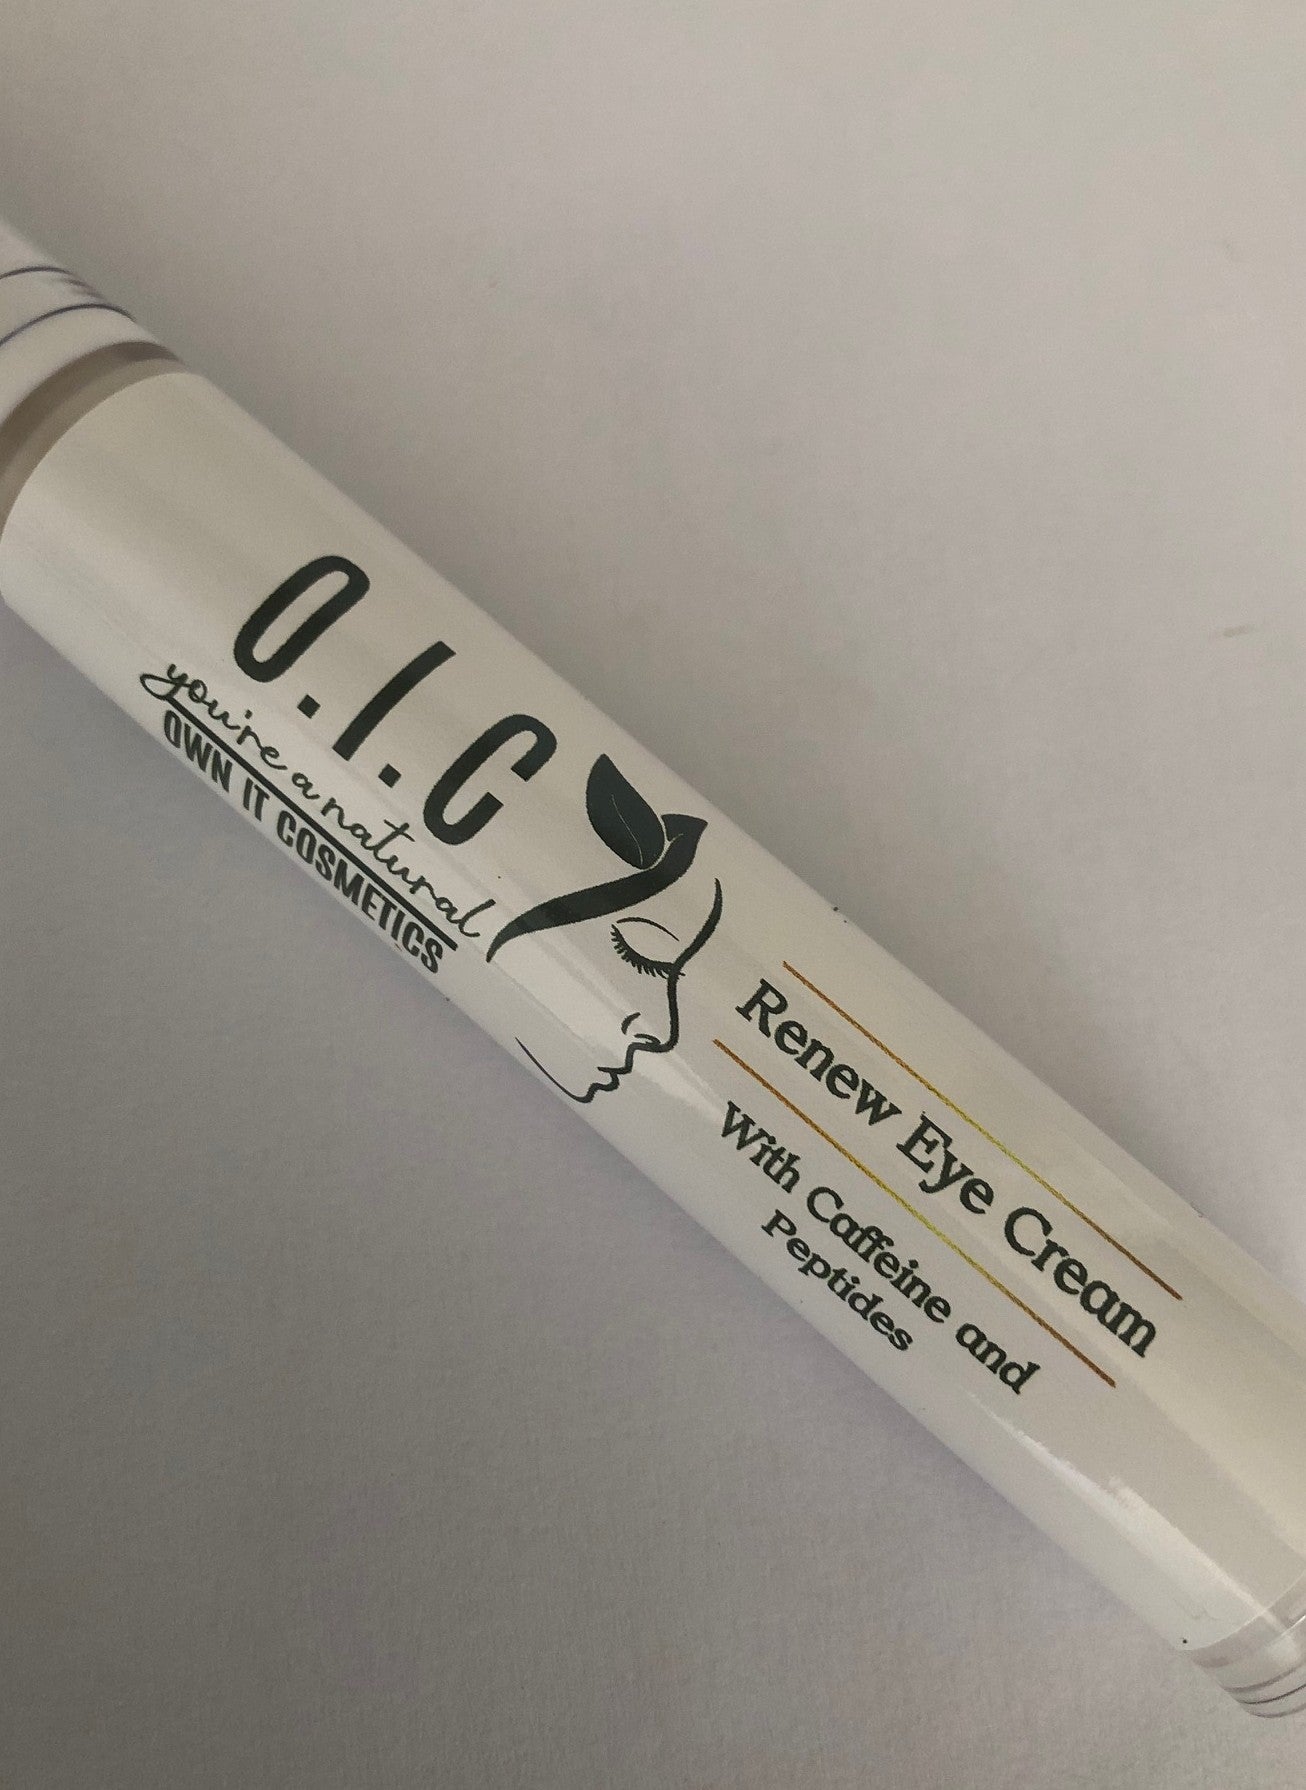 O.I.C
you're a natural
OWN IT COSMETICS
Renew Eye Cream
With Caffeine and
Peptides